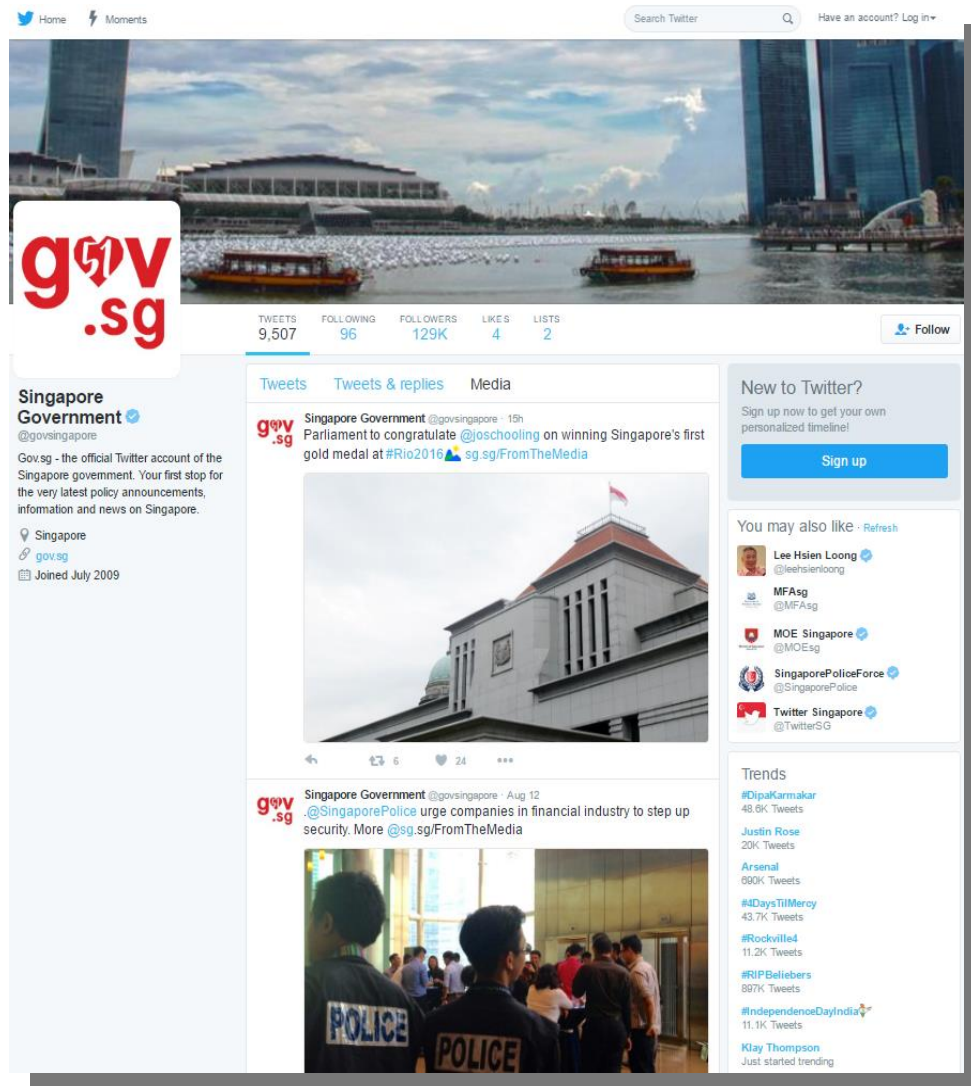 Home
Moments
Search Twitter
Have an account? Log in
gov
.sg
51
TWEETS
9,507
FOLLOWING
96
FOLLOWERS
129K
LIKES
4
LISTS
2
Follow
Singapore
Government
@govsingapore
Gov.sg - the official Twitter account of the
Singapore government. Your first stop for
the very latest policy announcements,
information and news on Singapore.
Singapore
gov.sg
Joined July 2009
Tweets
Tweets & replies
Media
gov
.sg
Singapore Government @govsingapore · 15h
Parliament to congratulate @joschooling on winning Singapore's first
gold medal at #Rio2016 sg.sg/FromTheMedia
6
24
gov
.sg
Singapore Government @govsingapore · Aug 12
.@SingaporePolice urge companies in financial industry to step up
security. More @sg.sg/FromTheMedia
POLICE
POLICE
New to Twitter?
Sign up now to get your own
personalized timeline!
Sign up
You may also like · Refresh
Lee Hsien Loong
@leehsienloong
MFAsg
@MFAsg
MOE Singapore
@MOEsg
SingaporePoliceForce
@SingaporePolice
Twitter Singapore
@TwitterSG
Trends
#DipaKarmakar
48.6K Tweets
Justin Rose
20K Tweets
Arsenal
690K Tweets
#4DaysTilMercy
43.7K Tweets
#Rockville4
11.2K Tweets
#RIPBeliebers
897K Tweets
#IndependenceDayIndia
11.1K Tweets
Klay Thompson
Just started trending